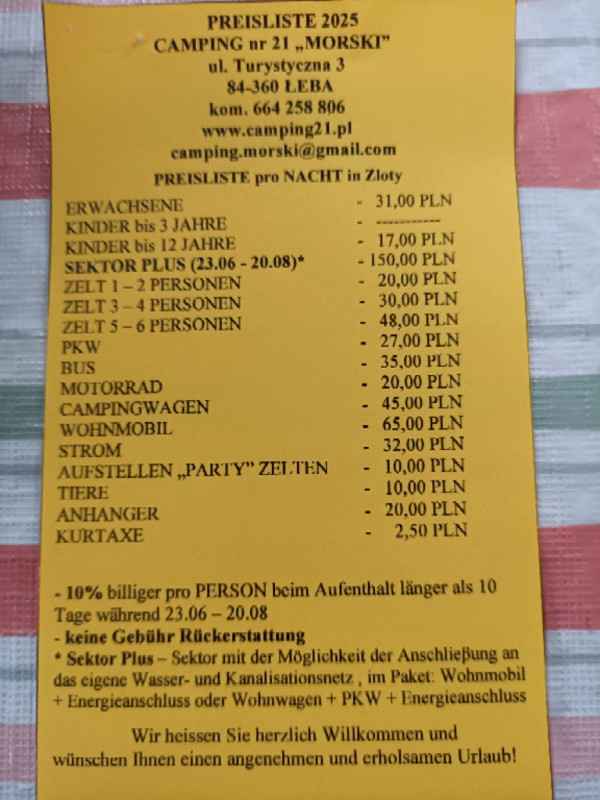 PREISLISTE 2025
CAMPING nr 21 „MORSKI”
ul. Turystyczna 3
84-360 ŁEBA
kom. 664 258 806
www.camping21.pl
camping.morski@gmail.com
PREISLISTE pro NACHT in Zloty
ERWACHSENE - 31,00 PLN
KINDER bis 3 JAHRE - -----------
KINDER bis 12 JAHRE - 17,00 PLN
SEKTOR PLUS (23.06 - 20.08)* - 150,00 PLN
ZELT 1 – 2 PERSONEN - 20,00 PLN
ZELT 3 – 4 PERSONEN - 30,00 PLN
ZELT 5 – 6 PERSONEN - 48,00 PLN
PKW - 27,00 PLN
BUS - 35,00 PLN
MOTORRAD - 20,00 PLN
CAMPINGWAGEN - 45,00 PLN
WOHNMOBIL - 65,00 PLN
STROM - 32,00 PLN
AUFSTELLEN „PARTY” ZELTEN - 10,00 PLN
TIERE - 10,00 PLN
ANHANGER - 20,00 PLN
KURTAXE - 2,50 PLN
- 10% billiger pro PERSON beim Aufenthalt länger als 10
Tage während 23.06 – 20.08
- keine Gebühr Rückerstattung
* Sektor Plus – Sektor mit der Möglichkeit der Anschließung an
das eigene Wasser- und Kanalisationsnetz , im Paket: Wohnmobil
+ Energieanschluss oder Wohnwagen + PKW + Energieanschluss
Wir heissen Sie herzlich Willkommen und
wünschen Ihnen einen angenehmen und erholsamen Urlaub!